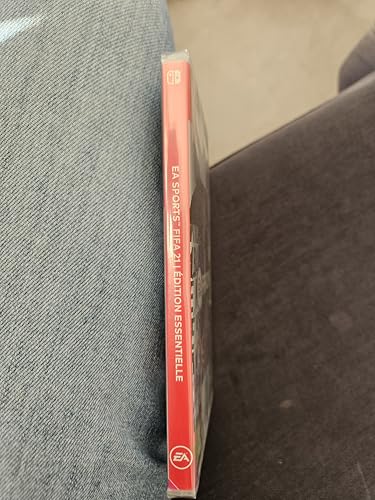 EA SPORTS™ FIFA 21 | ÉDITION ESSENTIELLE
EA